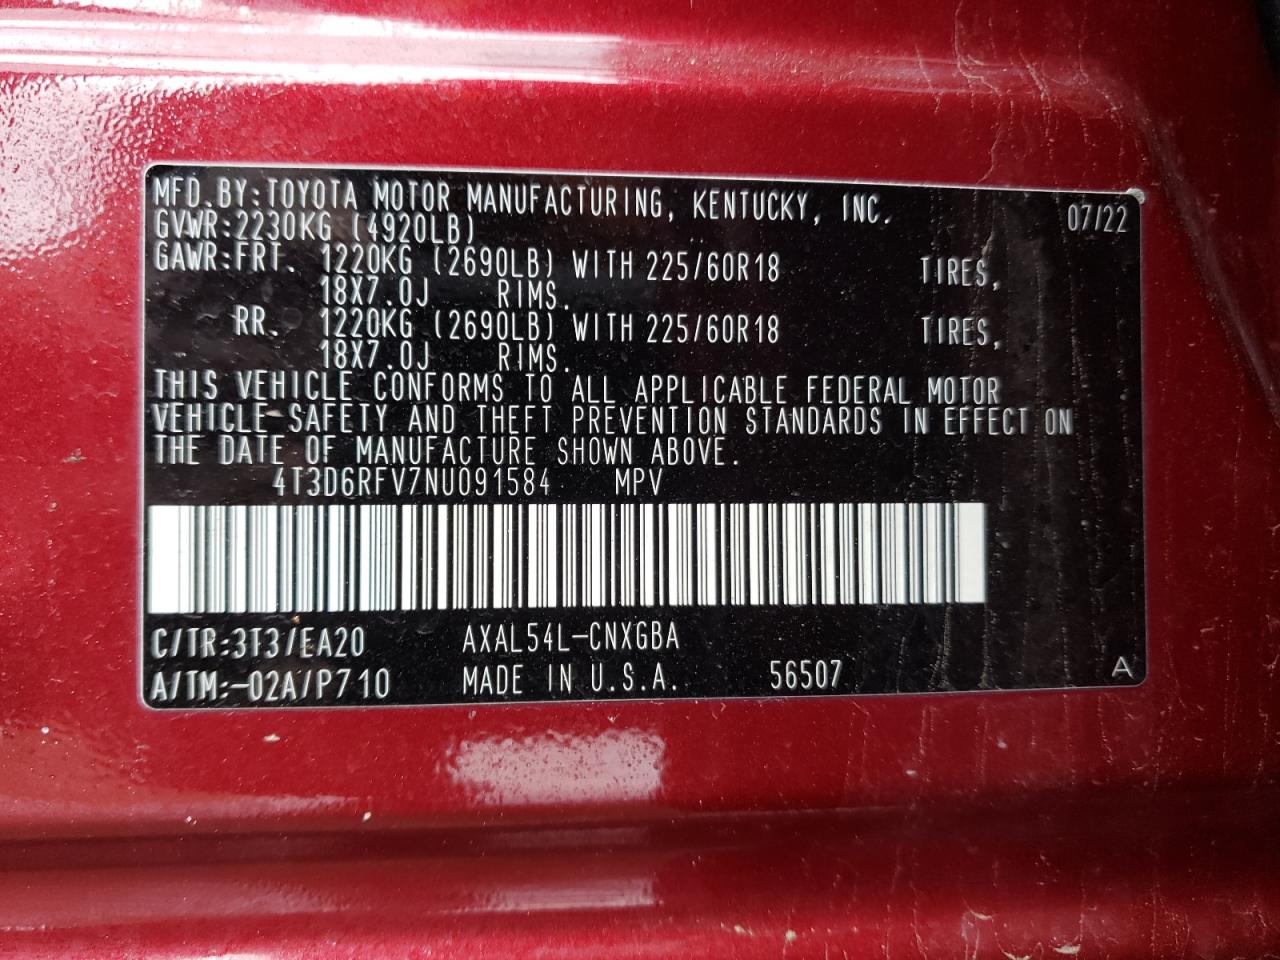 MFD.BY:TOYOTA MOTOR MANUFACTURING, KENTUCKY, INC. 07/22
GVWR:2230KG (4920LB)
GAWR:FRT. 1220KG (2690LB) WITH 225/60R18 TIRES,
18X7.0J RIMS.
RR. 1220KG (2690LB) WITH 225/60R18 TIRES,
18X7.0J RIMS.
THIS VEHICLE CONFORMS TO ALL APPLICABLE FEDERAL MOTOR
VEHICLE SAFETY AND THEFT PREVENTION STANDARDS IN EFFECT ON
THE DATE OF MANUFACTURE SHOWN ABOVE.
4T3D6RFV7NU091584 MPV
C/TR:3T3/EA20 AXAL54L-CNXGBA
A/TM:-02A/P710 MADE IN U.S.A. 56507 A